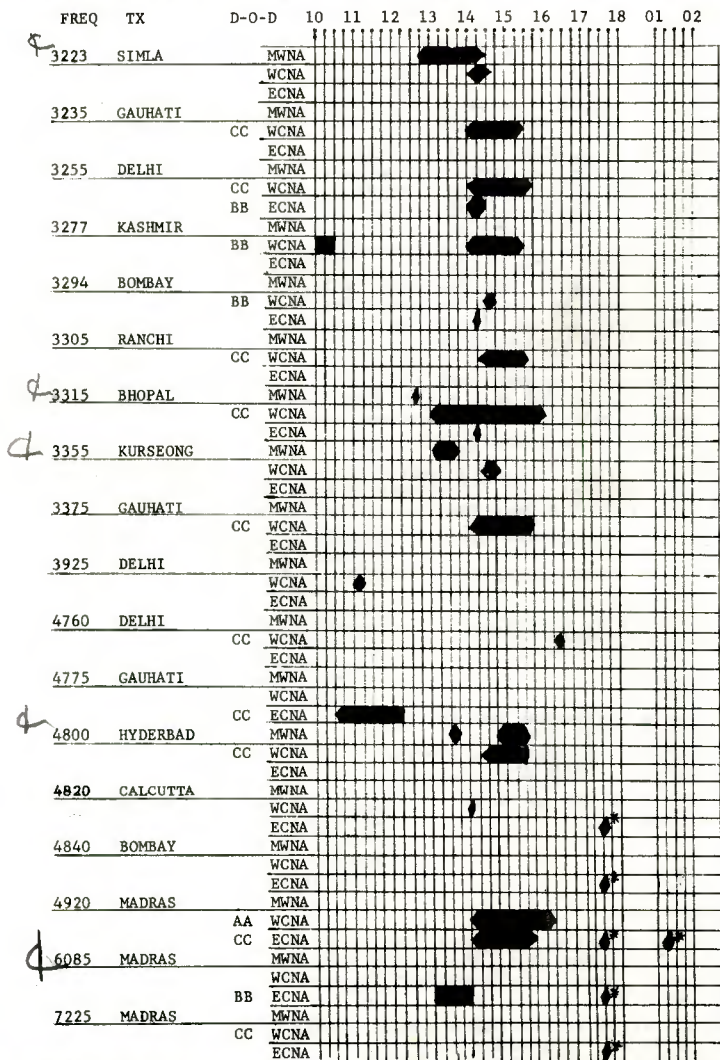 FREQ TX D-O-D 10 11 12 13 14 15 16 17 18 01 02
3223 SIMLA MWNA
WCNA
ECNA
3235 GAUHATI MWNA
CC WCNA
ECNA
3255 DELHI MWNA
CC WCNA
BB ECNA
3277 KASHMIR MWNA
BB WCNA
ECNA
3294 BOMBAY MWNA
BB WCNA
ECNA
3305 RANCHI MWNA
CC WCNA
ECNA
3315 BHOPAL MWNA
CC WCNA
ECNA
3355 KURSEONG MWNA
WCNA
ECNA
3375 GAUHATI MWNA
CC WCNA
ECNA
3925 DELHI MWNA
WCNA
ECNA
4760 DELHI MWNA
CC WCNA
ECNA
4775 GAUHATI MWNA
WCNA
CC ECNA
4800 HYDERBAD MWNA
CC WCNA
ECNA
4820 CALCUTTA MWNA
WCNA
ECNA *
4840 BOMBAY MWNA
WCNA
ECNA *
4920 MADRAS MWNA
AA WCNA
CC ECNA * *
6085 MADRAS MWNA
WCNA
BB ECNA *
7225 MADRAS MWNA
CC WCNA
ECNA *